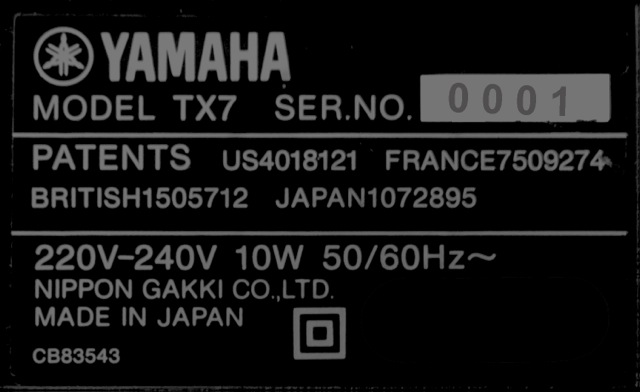 YAMAHA
MODEL TX7 SER.NO. 0001
PATENTS US4018121 FRANCE7509274
BRITISH1505712 JAPAN1072895
220V-240V 10W 50/60Hz~
NIPPON GAKKI CO.,LTD.
MADE IN JAPAN
CB83543